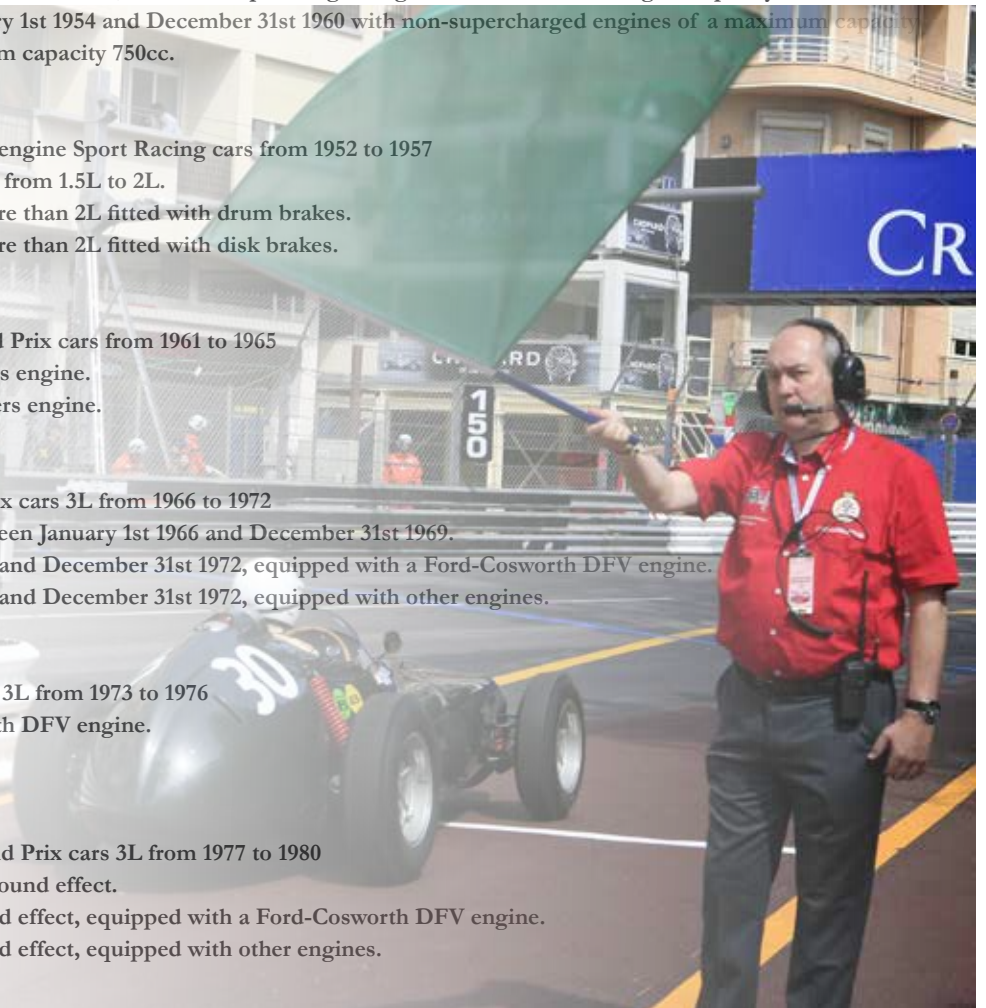 y 1st 1954 and December 31st 1960 with non-supercharged engines of a maximum capacity
m capacity 750cc.
engine Sport Racing cars from 1952 to 1957
from 1.5L to 2L.
re than 2L fitted with drum brakes.
re than 2L fitted with disk brakes.
CR
CHOPARD
d Prix cars from 1961 to 1965
s engine.
ers engine.
150
x cars 3L from 1966 to 1972
een January 1st 1966 and December 31st 1969.
and December 31st 1972, equipped with a Ford-Cosworth DFV engine.
and December 31st 1972, equipped with other engines.
30
3L from 1973 to 1976
th DFV engine.
d Prix cars 3L from 1977 to 1980
ound effect.
d effect, equipped with a Ford-Cosworth DFV engine.
d effect, equipped with other engines.